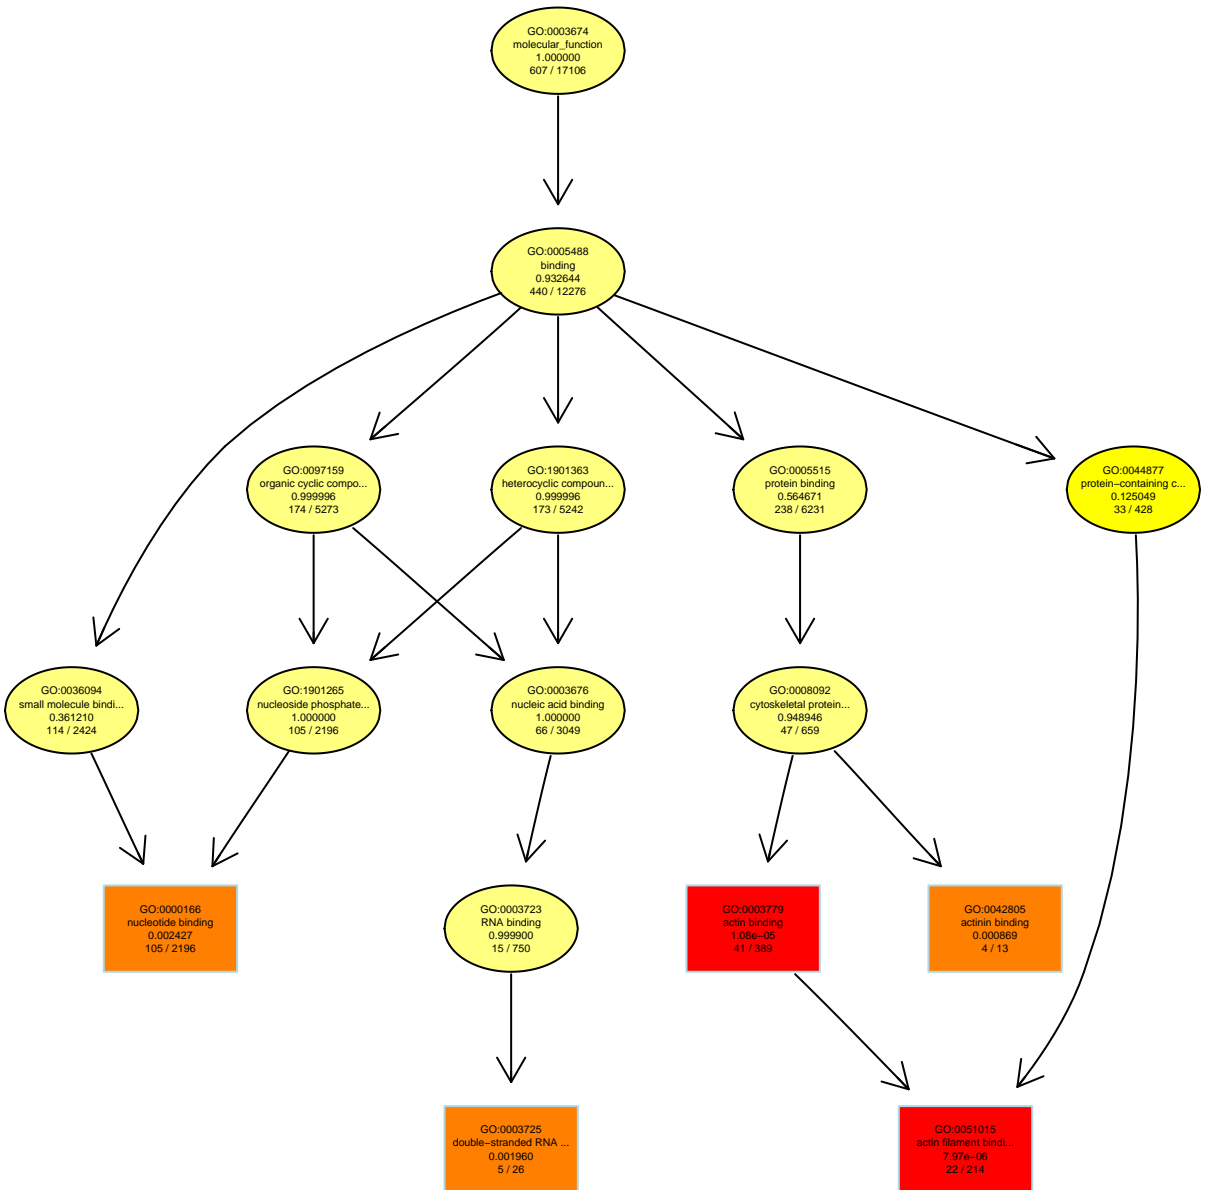 GO:0003674
molecular_function
1.000000
607 / 17106
GO:0005488
binding
0.932644
440 / 12276
GO:0097159
organic cyclic compo...
0.999996
174 / 5273
GO:1901363
heterocyclic compoun...
0.999996
173 / 5242
GO:0005515
protein binding
0.564671
238 / 6231
GO:0044877
protein−containing c...
0.125049
33 / 428
GO:0036094
small molecule bindi...
0.361210
114 / 2424
GO:1901265
nucleoside phosphate...
1.000000
105 / 2196
GO:0003676
nucleic acid binding
1.000000
66 / 3049
GO:0008092
cytoskeletal protein...
0.948946
47 / 659
GO:0000166
nucleotide binding
0.002427
105 / 2196
GO:0003723
RNA binding
0.999900
15 / 750
GO:0003779
actin binding
1.08e−05
41 / 389
GO:0042805
actinin binding
0.000869
4 / 13
GO:0003725
double−stranded RNA ...
0.001960
5 / 26
GO:0051015
actin filament bindi...
7.97e−06
22 / 214